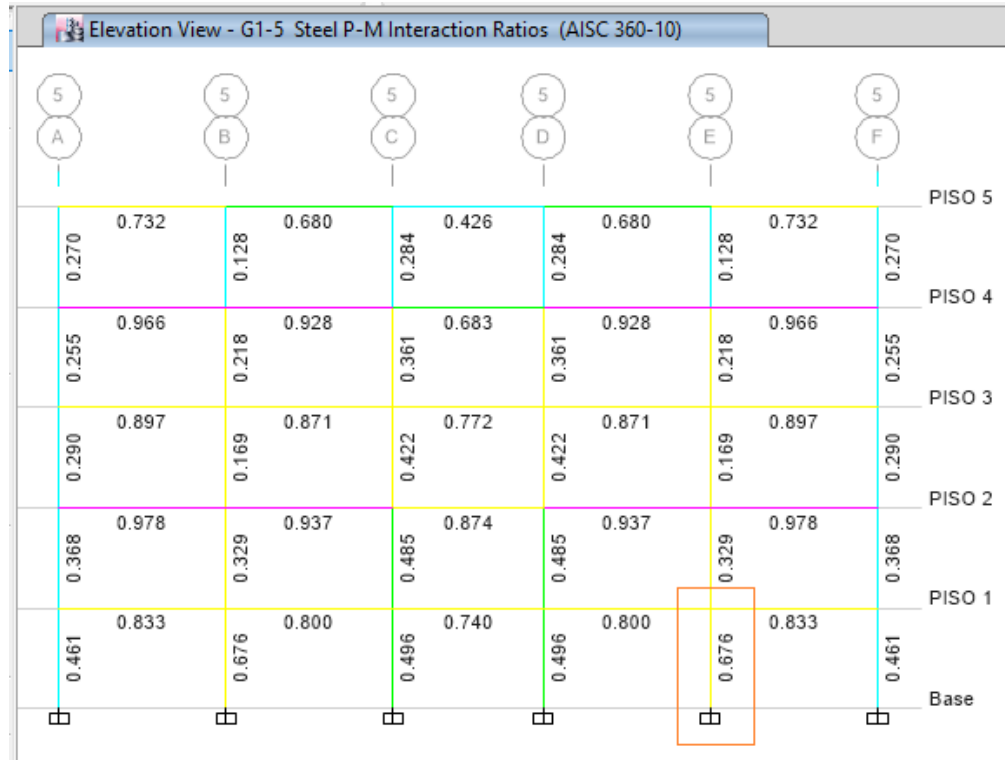 Elevation View - G1-5 Steel P-M Interaction Ratios (AISC 360-10)
5 5 5 5 5 5
A B C D E F
PISO 5
0.732 0.680 0.426 0.680 0.732
0.270 0.128 0.284 0.284 0.128 0.270
PISO 4
0.966 0.928 0.683 0.928 0.966
0.255 0.218 0.361 0.361 0.218 0.255
PISO 3
0.897 0.871 0.772 0.871 0.897
0.290 0.169 0.422 0.422 0.169 0.290
PISO 2
0.978 0.937 0.874 0.937 0.978
0.368 0.329 0.485 0.485 0.329 0.368
PISO 1
0.833 0.800 0.740 0.800 0.833
0.461 0.676 0.496 0.496 0.676 0.461
Base